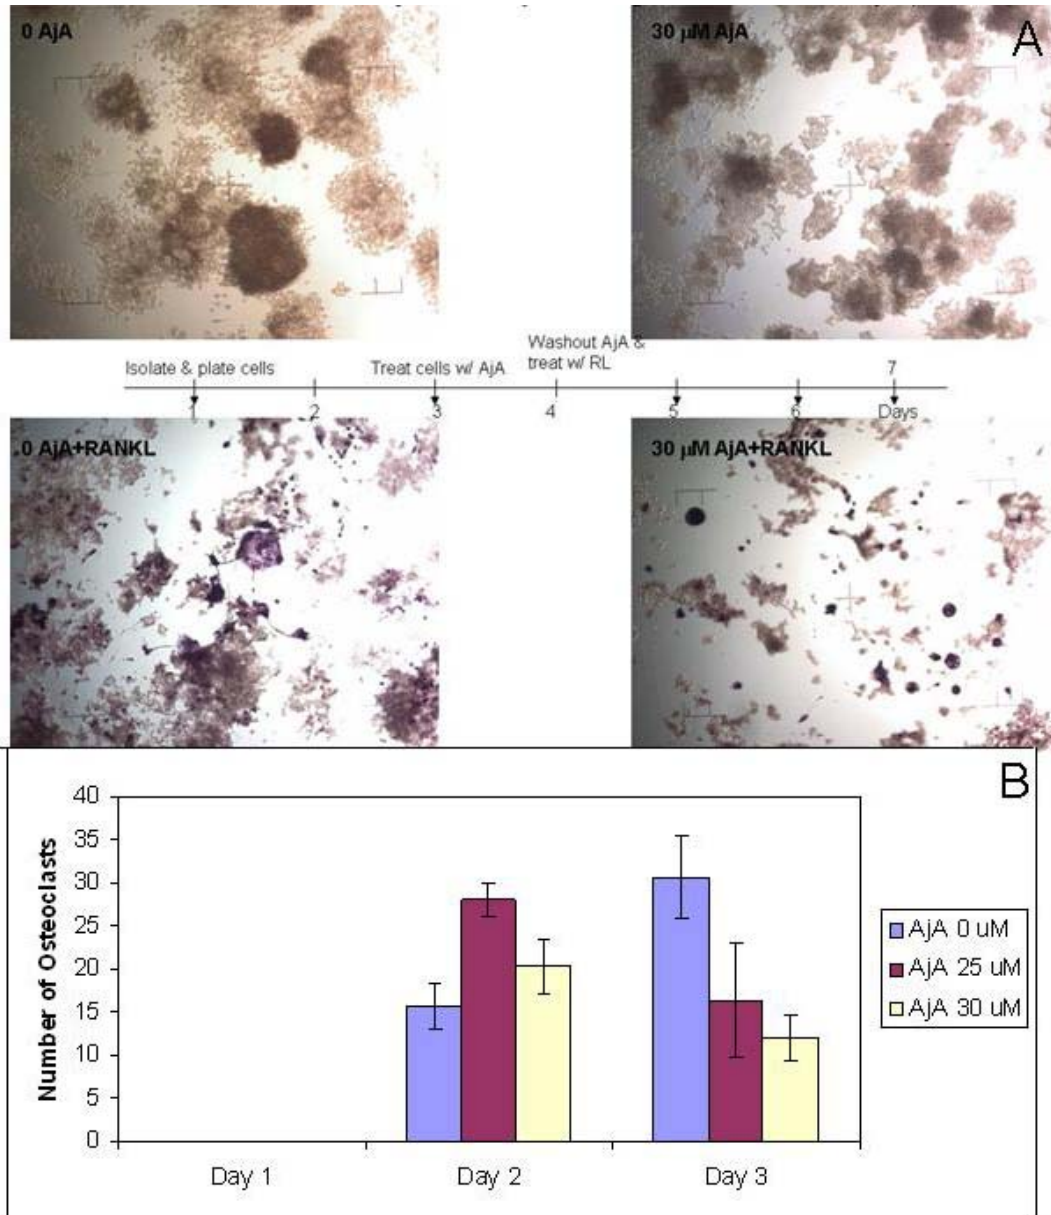 0 AjA
30 µM AjA
A
Washout AjA &
Isolate & plate cells
Treat cells w/ AjA
treat w/ RL
7
1
2
3
4
5
6
Days
0 AjA+RANKL
30 µM AjA+RANKL
B
40
35
30
25
20
15
10
5
0
Number of Osteoclasts
Day 1
Day 2
Day 3
AjA 0 uM
AjA 25 uM
AjA 30 uM